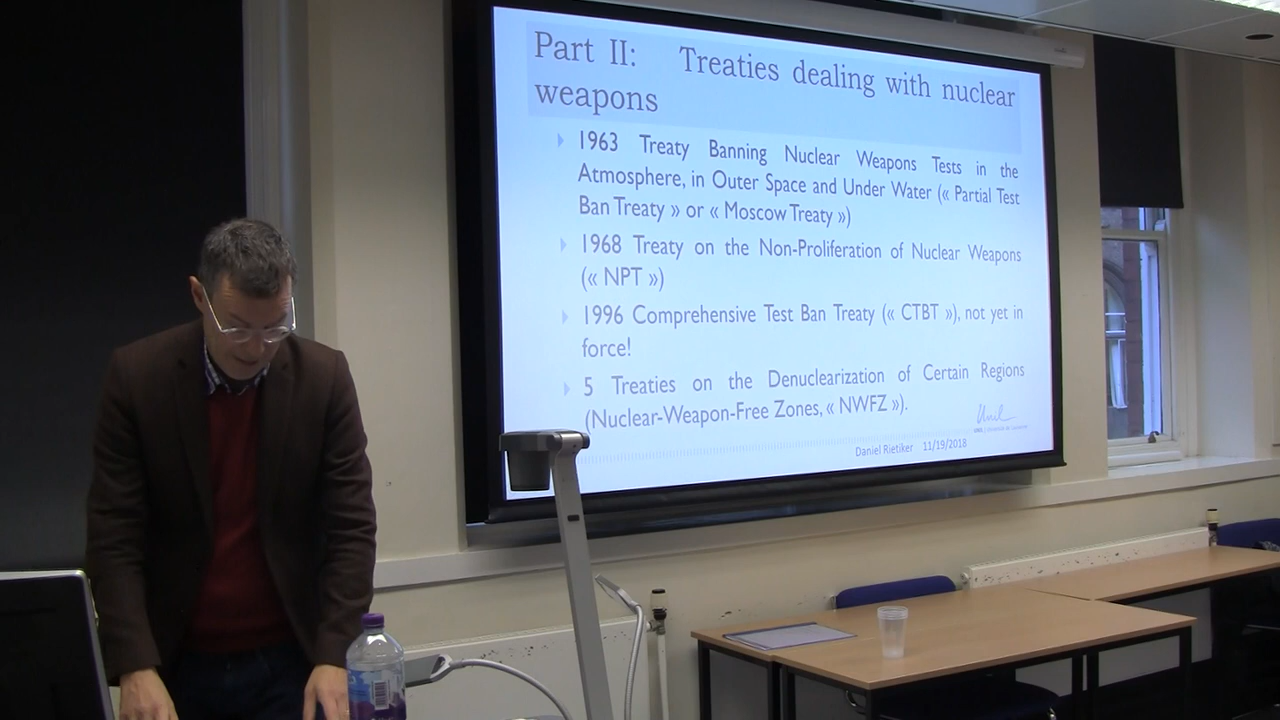 Part II: Treaties dealing with nuclear
weapons
1963 Treaty Banning Nuclear Weapons Tests in the
Atmosphere, in Outer Space and Under Water (« Partial Test
Ban Treaty » or « Moscow Treaty »)
1968 Treaty on the Non-Proliferation of Nuclear Weapons
(« NPT »)
1996 Comprehensive Test Ban Treaty (« CTBT »), not yet in
force!
5 Treaties on the Denuclearization of Certain Regions
(Nuclear-Weapon-Free Zones, « NWFZ »).
Unil
Daniel Rietiker 11/19/2018